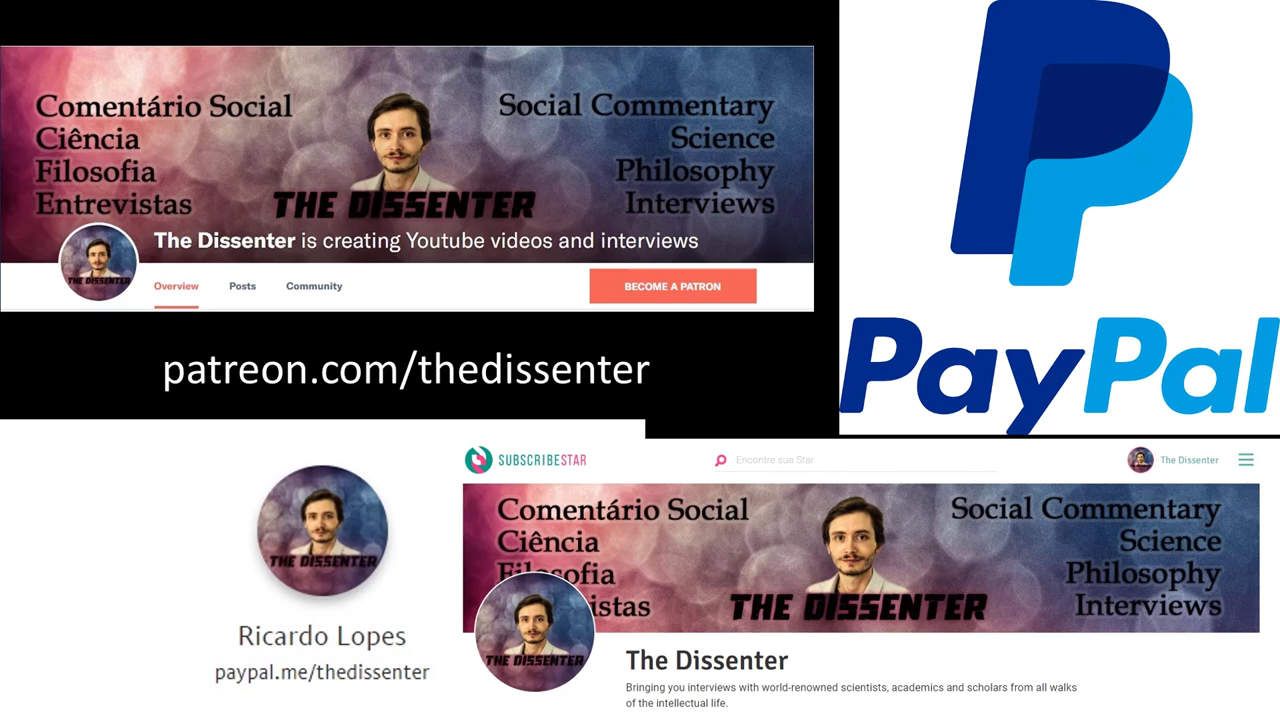 Comentário Social
Ciência
Filosofia
Entrevistas
Social Commentary
Science
Philosophy
Interviews
THE DISSENTER
The Dissenter is creating Youtube videos and interviews
THE DISSENTER
Overview
Posts
Community
BECOME A PATRON
patreon.com/thedissenter
PayPal
THE DISSENTER
Ricardo Lopes
paypal.me/thedissenter
SUBSCRIBESTAR
Encontre sua Star
The Dissenter
Comentário Social
Ciência
Filosofia
istas
Social Commentary
Science
Philosophy
Interviews
THE DISSENTER
THE DISSENTER
The Dissenter
Bringing you interviews with world-renowned scientists, academics and scholars from all walks
of the intellectual life.